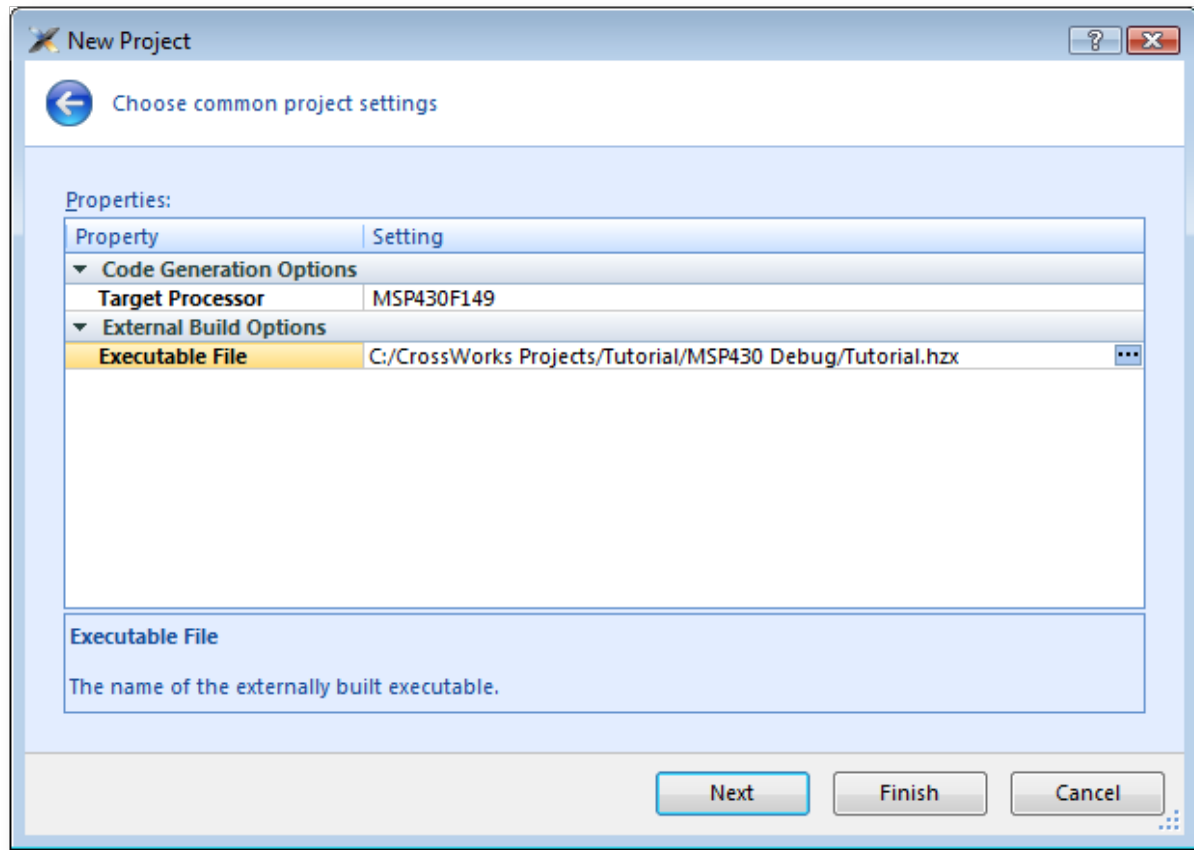 New Project
Choose common project settings
Properties:
Property Setting
Code Generation Options
Target Processor MSP430F149
External Build Options
Executable File C:/CrossWorks Projects/Tutorial/MSP430 Debug/Tutorial.hzx
Executable File
The name of the externally built executable.
Next Finish Cancel